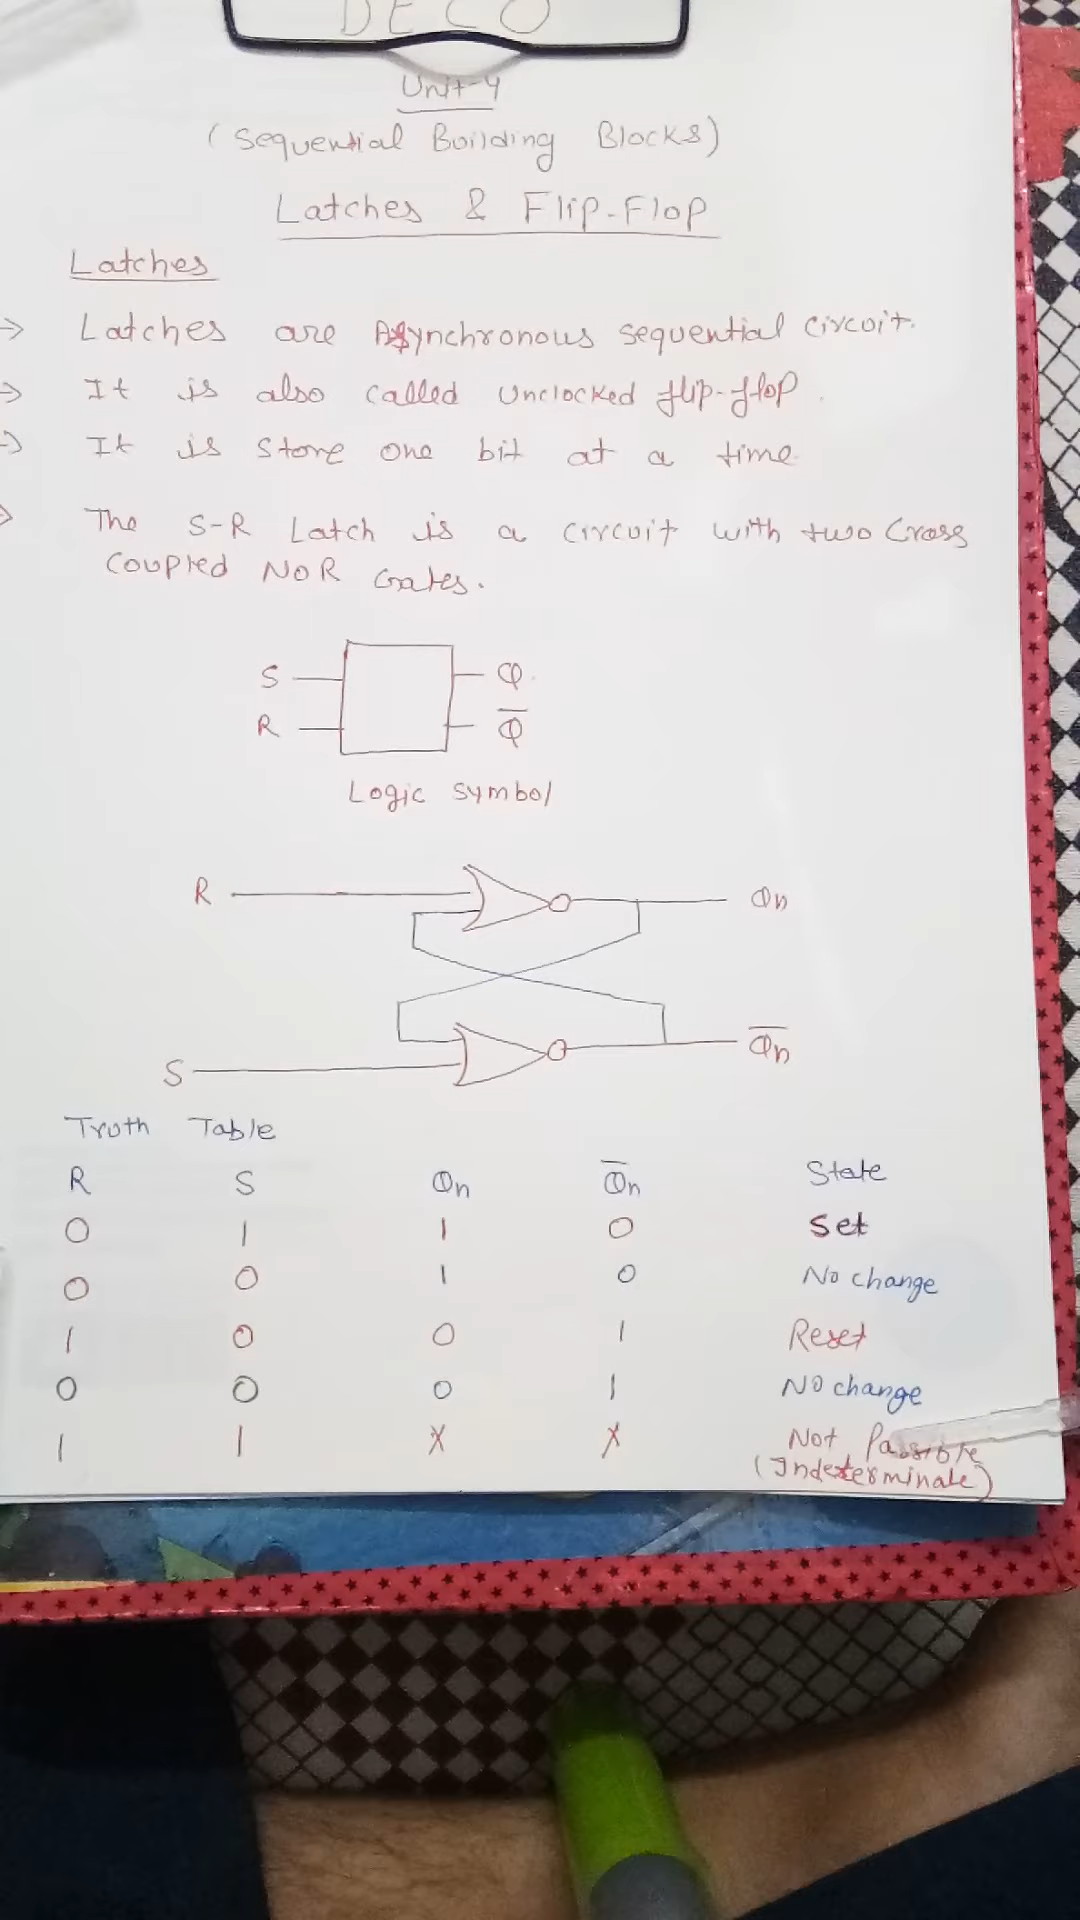 DECO
Unit-4
(Sequential Building Blocks)
Latches & Flip-Flop
Latches
→ Latches are Asynchronous sequential circuit.
→ It is also called Unclocked flip-flop.
→ It is store one bit at a time.
→ The S-R Latch is a circuit with two Cross
coupled NOR Gates.
S Q
R Q̅
Logic symbol
R Qn
S Q̅n
Truth Table
R S Qn Q̅n State
0 1 1 0 Set
0 0 1 0 No change
1 0 0 1 Reset
0 0 0 1 No change
1 1 X X Not Possible
(Indeterminate)